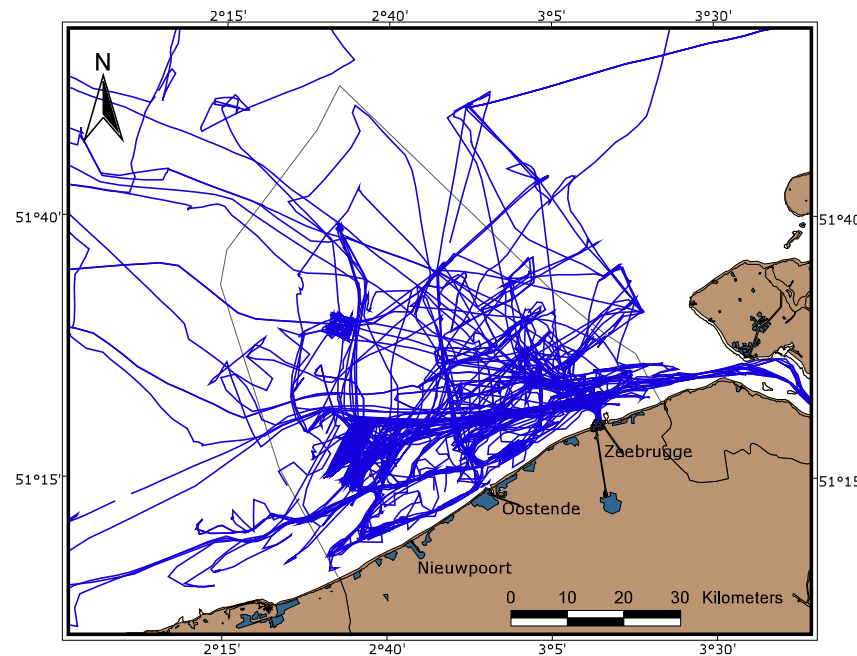 2°15' 2°40' 3°5' 3°30'
N
51°40' 51°40'
51°15' 51°15'
Zeebrugge
Oostende
Nieuwpoort
0 10 20 30 Kilometers
2°15' 2°40' 3°5' 3°30'